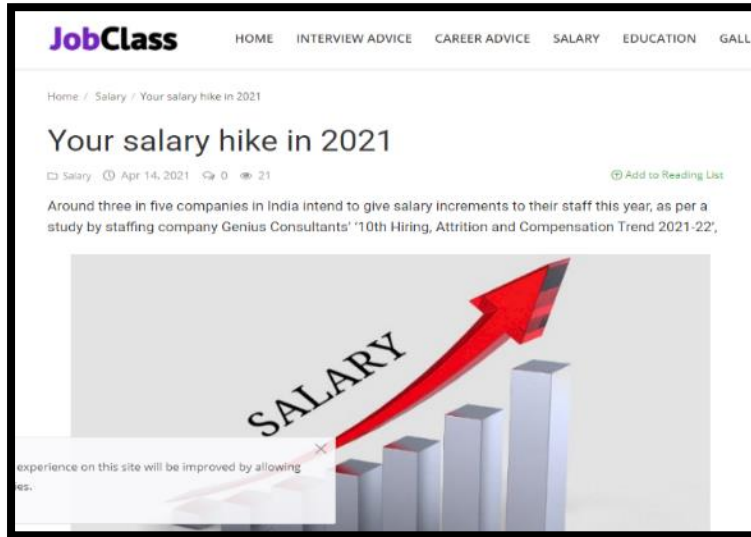 JobClass
HOME INTERVIEW ADVICE CAREER ADVICE SALARY EDUCATION GALL
Home / Salary / Your salary hike in 2021
Your salary hike in 2021
Salary Apr 14, 2021 0 21 Add to Reading List
Around three in five companies in India intend to give salary increments to their staff this year, as per a
study by staffing company Genius Consultants' '10th Hiring, Attrition and Compensation Trend 2021-22',
SALARY
experience on this site will be improved by allowing
ies.